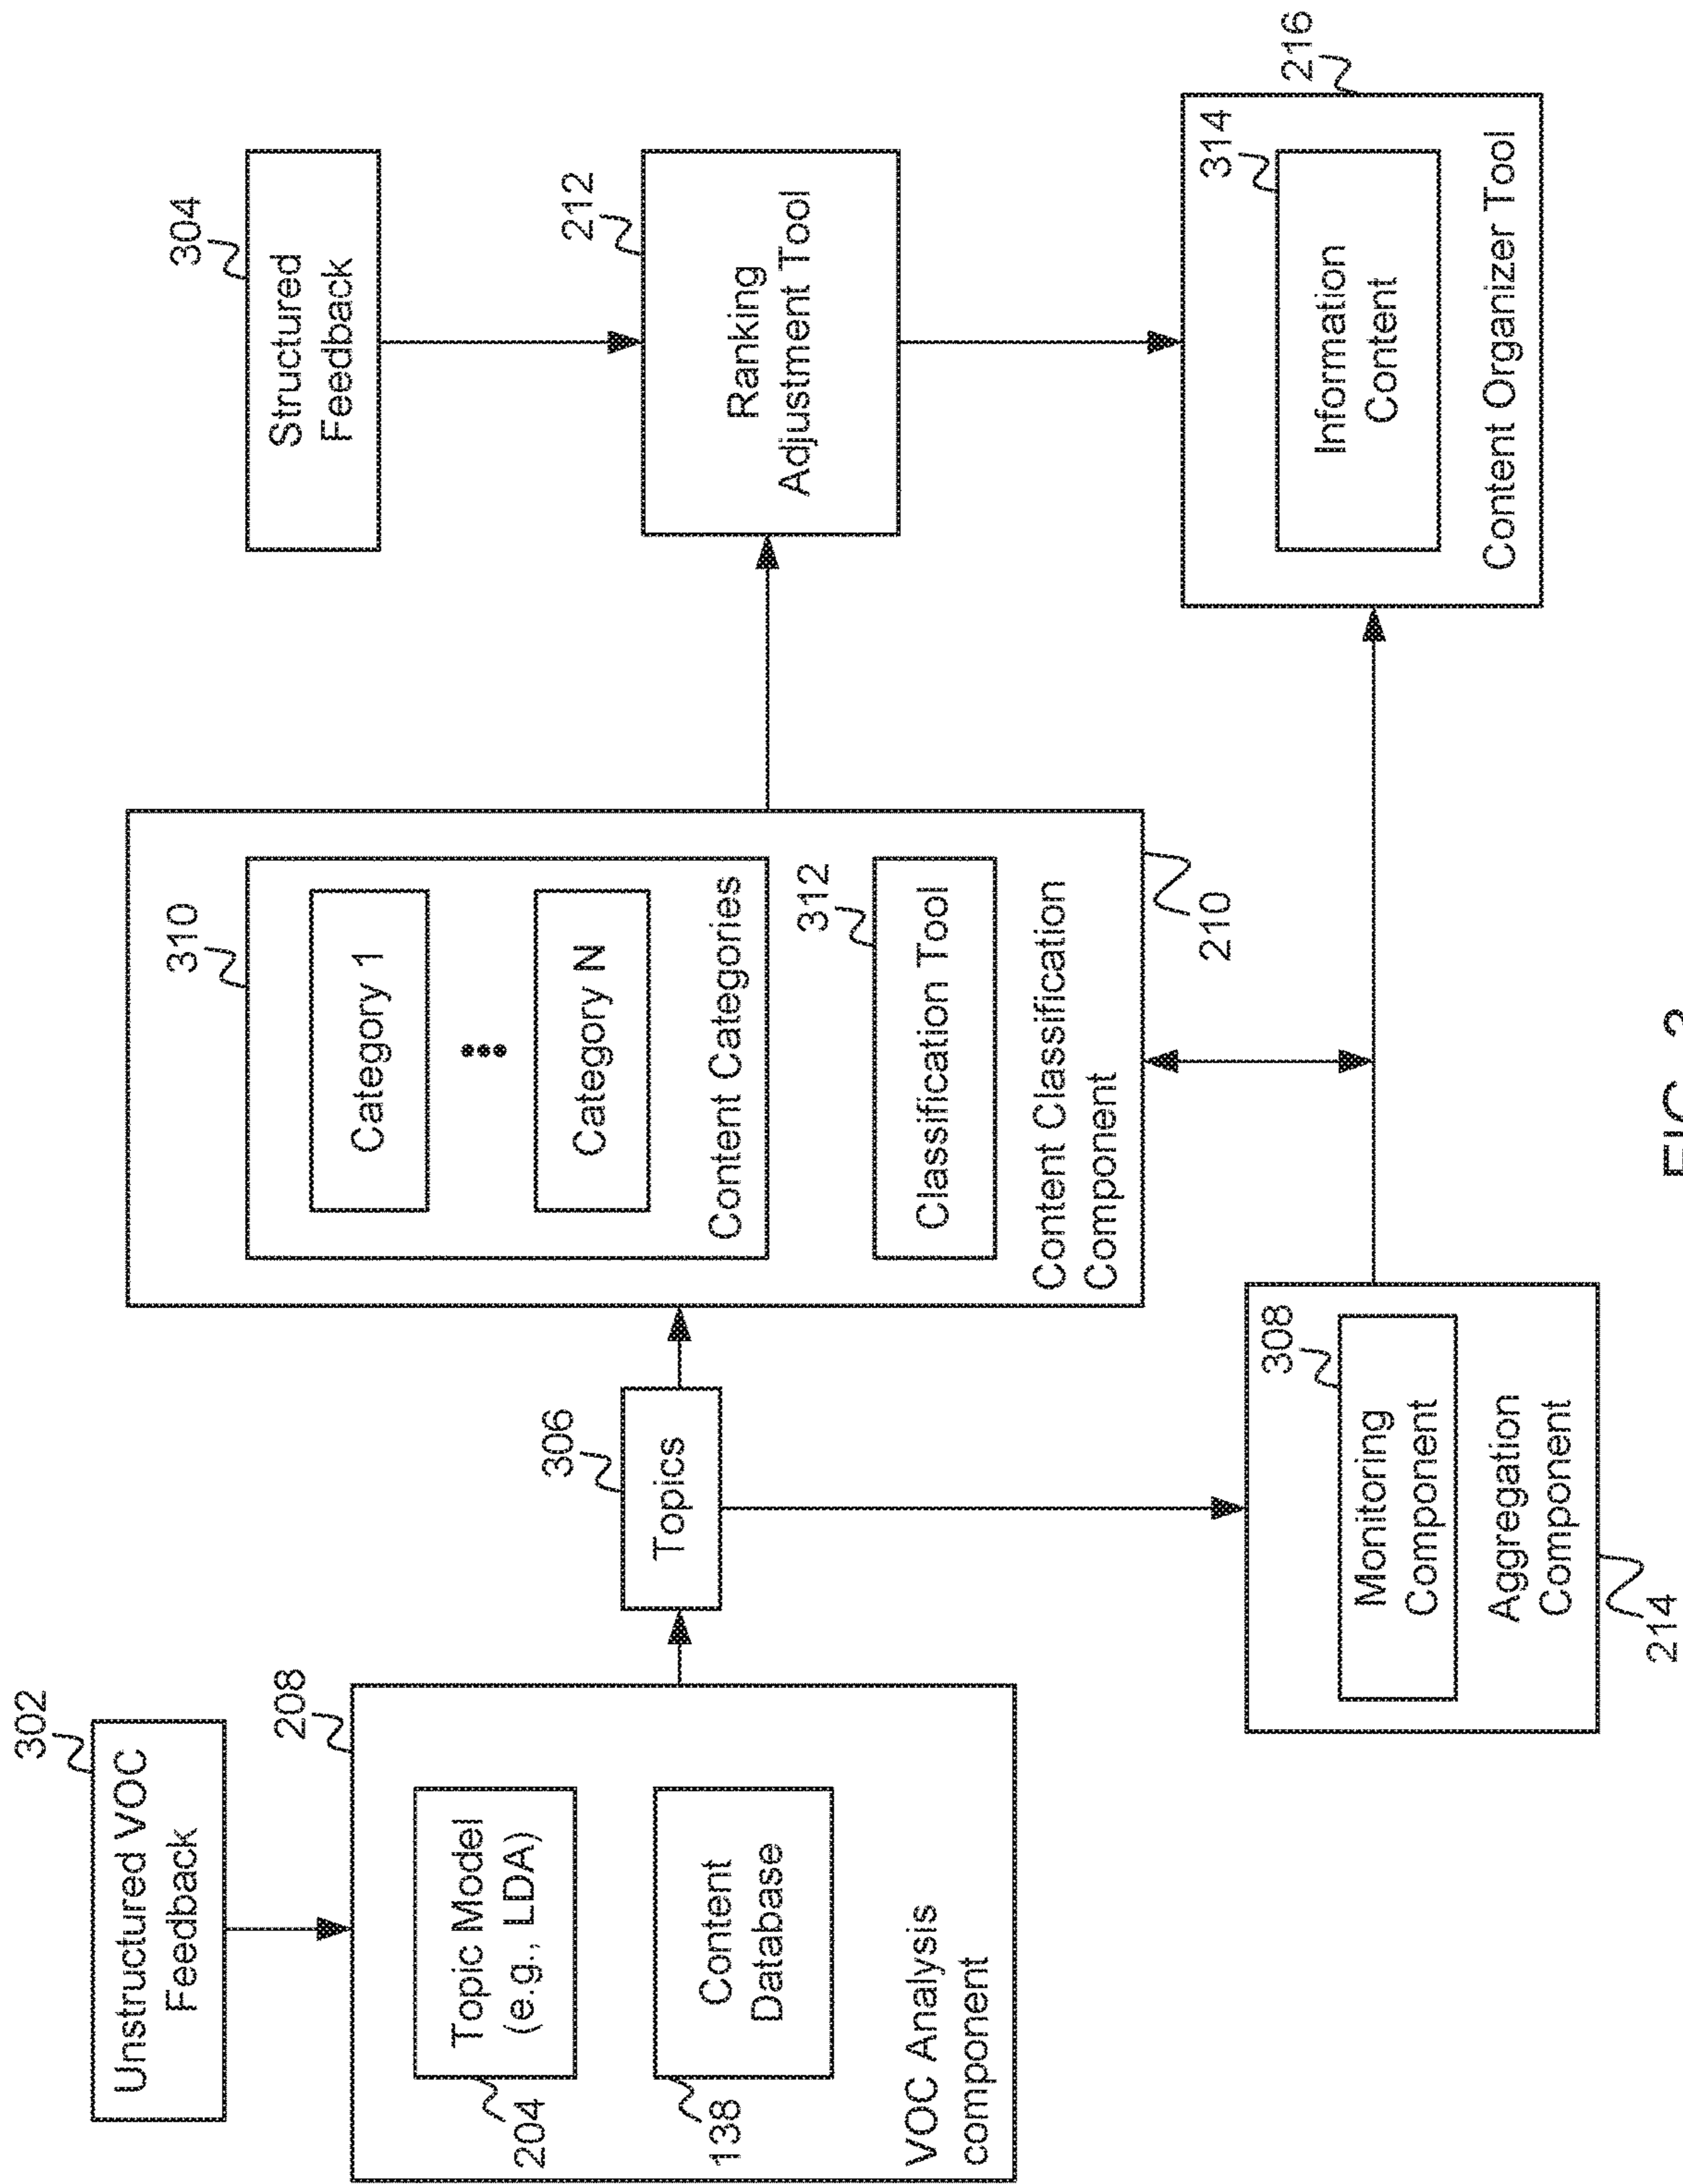 302
Unstructured VOC
Feedback
208
Topic Model
(e.g., LDA)
204
Content
Database
138
VOC Analysis
component
306
Topics
310
Category 1
Category N
Content Categories
312
Classification Tool
Content Classification
Component
210
304
Structured
Feedback
212
Ranking
Adjustment Tool
308
Monitoring
Component
Aggregation
Component
214
216
314
Information
Content
Content Organizer Tool
FIG. 3